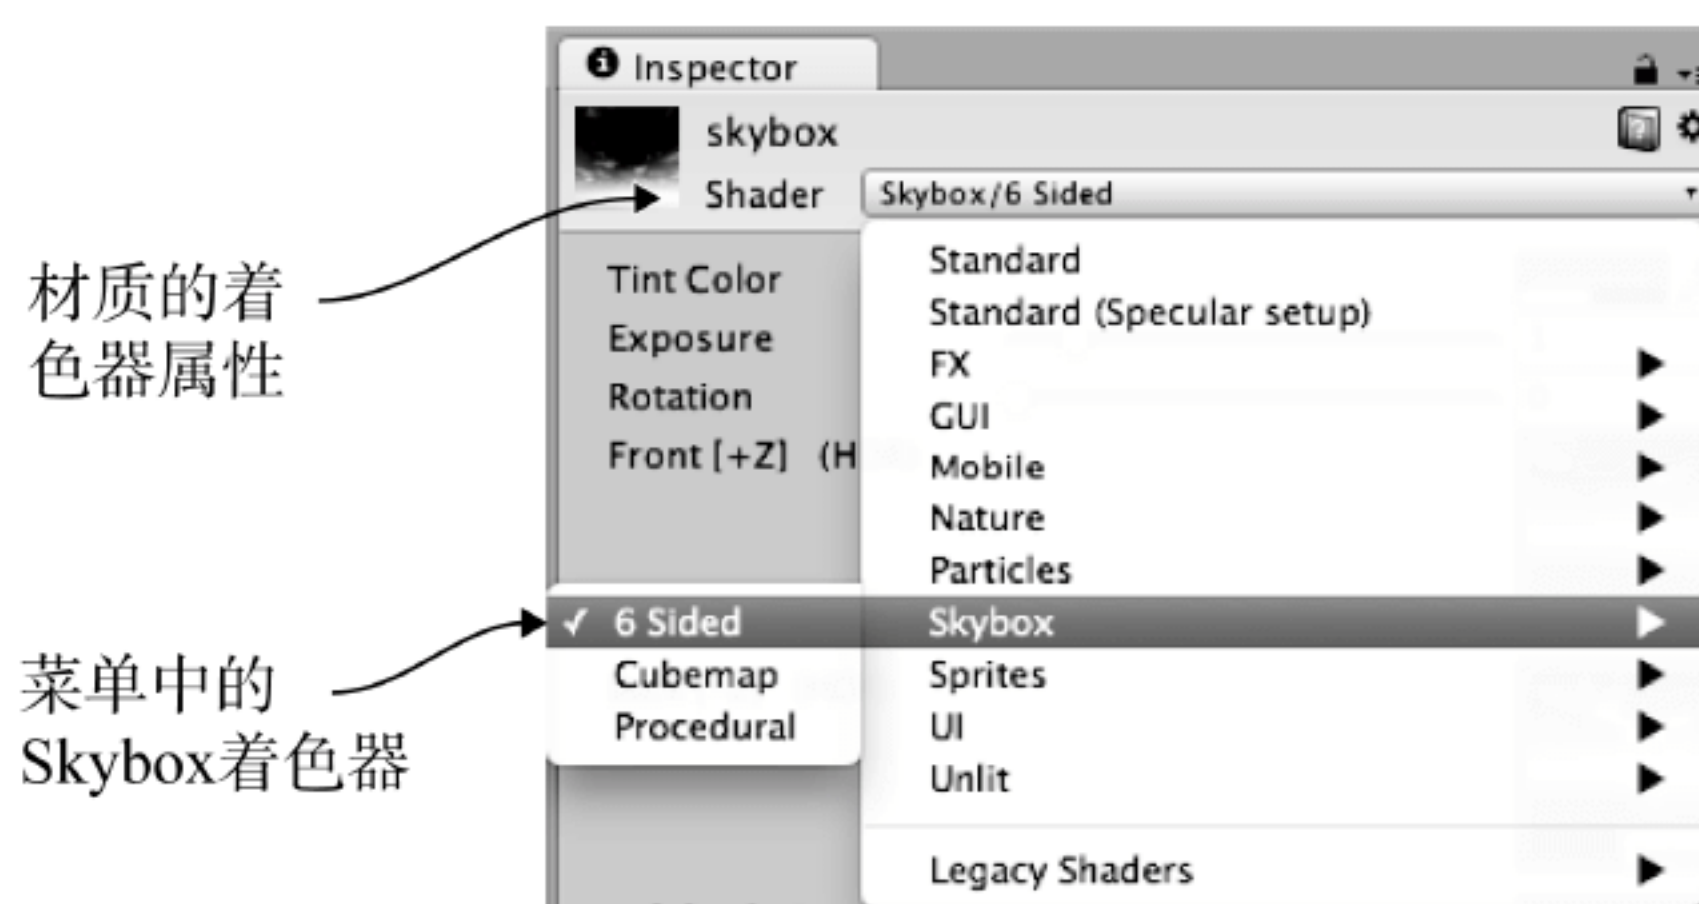 Inspector
skybox
Shader
Skybox/6 Sided
材质的着
色器属性
Tint Color
Exposure
Rotation
Front [+Z] (H
Standard
Standard (Specular setup)
FX
GUI
Mobile
Nature
Particles
Skybox
Sprites
UI
Unlit
Legacy Shaders
✓ 6 Sided
Cubemap
Procedural
菜单中的
Skybox着色器